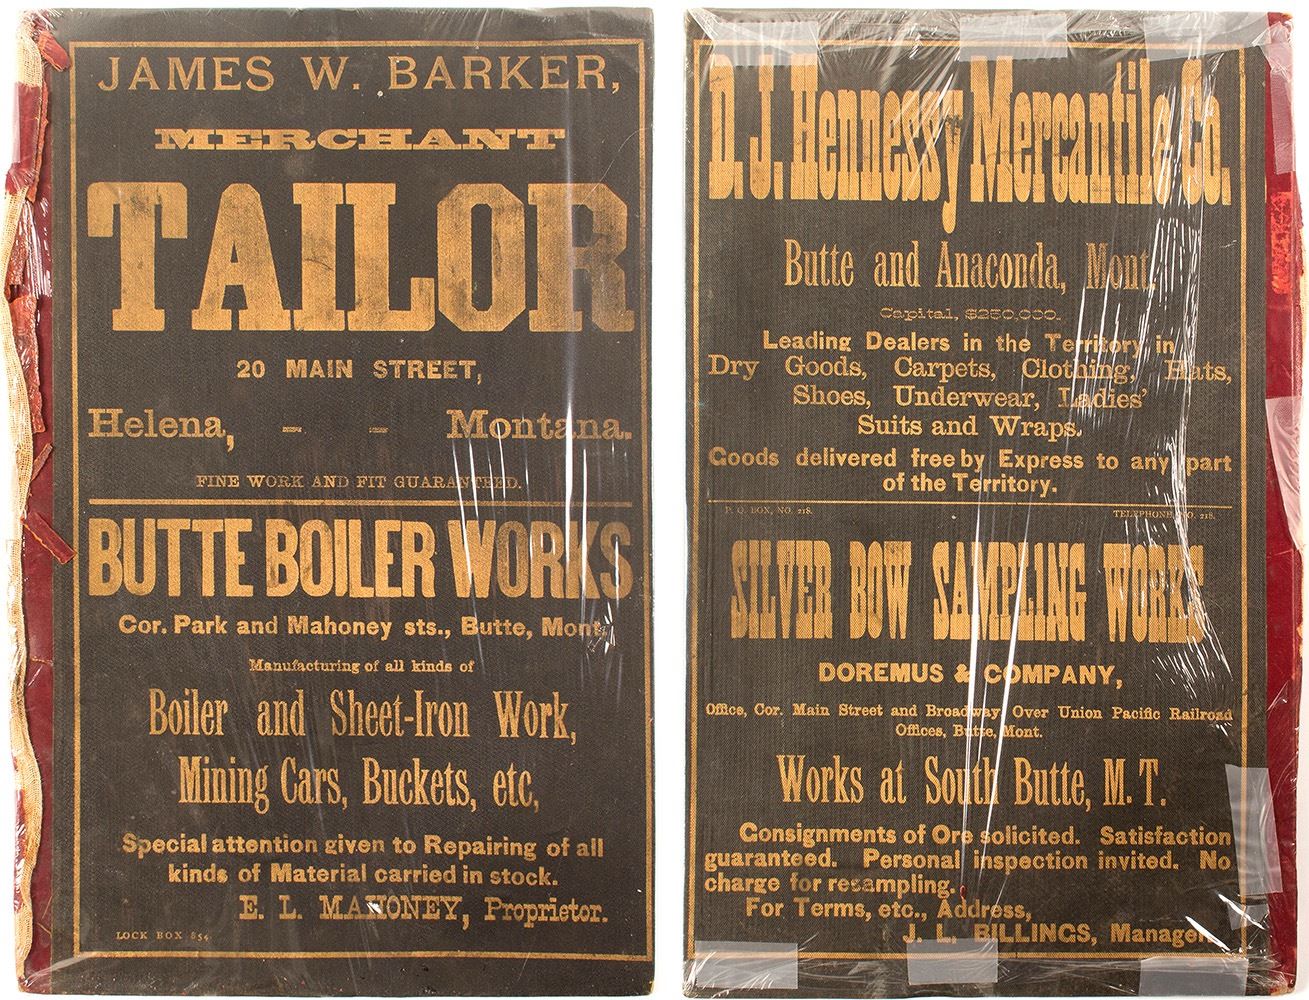 JAMES W. BARKER,
MERCHANT
TAILOR
20 MAIN STREET,
Helena, - - Montana.
FINE WORK AND FIT GUARANTEED.
BUTTE BOILER WORKS
Cor. Park and Mahoney sts., Butte, Mont.
Manufacturing of all kinds of
Boiler and Sheet-Iron Work,
Mining Cars, Buckets, etc,
Special attention given to Repairing of all
kinds of Material carried in stock.
E. L. MAHONEY, Proprietor.
LOCK BOX 854
D. J. Hennessy Mercantile Co.
Butte and Anaconda, Mont.
Capital, $250,000.
Leading Dealers in the Territory in
Dry Goods, Carpets, Clothing, Hats,
Shoes, Underwear, Ladies'
Suits and Wraps.
Goods delivered free by Express to any part
of the Territory.
P. O. BOX, NO. 218. TELEPHONE, NO. 218.
SILVER BOW SAMPLING WORKS
DOREMUS & COMPANY,
Office, Cor. Main Street and Broadway Over Union Pacific Railroad
Offices, Butte, Mont.
Works at South Butte, M. T.
Consignments of Ore solicited. Satisfaction
guaranteed. Personal inspection invited. No
charge for resampling.
For Terms, etc., Address,
J. L. BILLINGS, Manager.